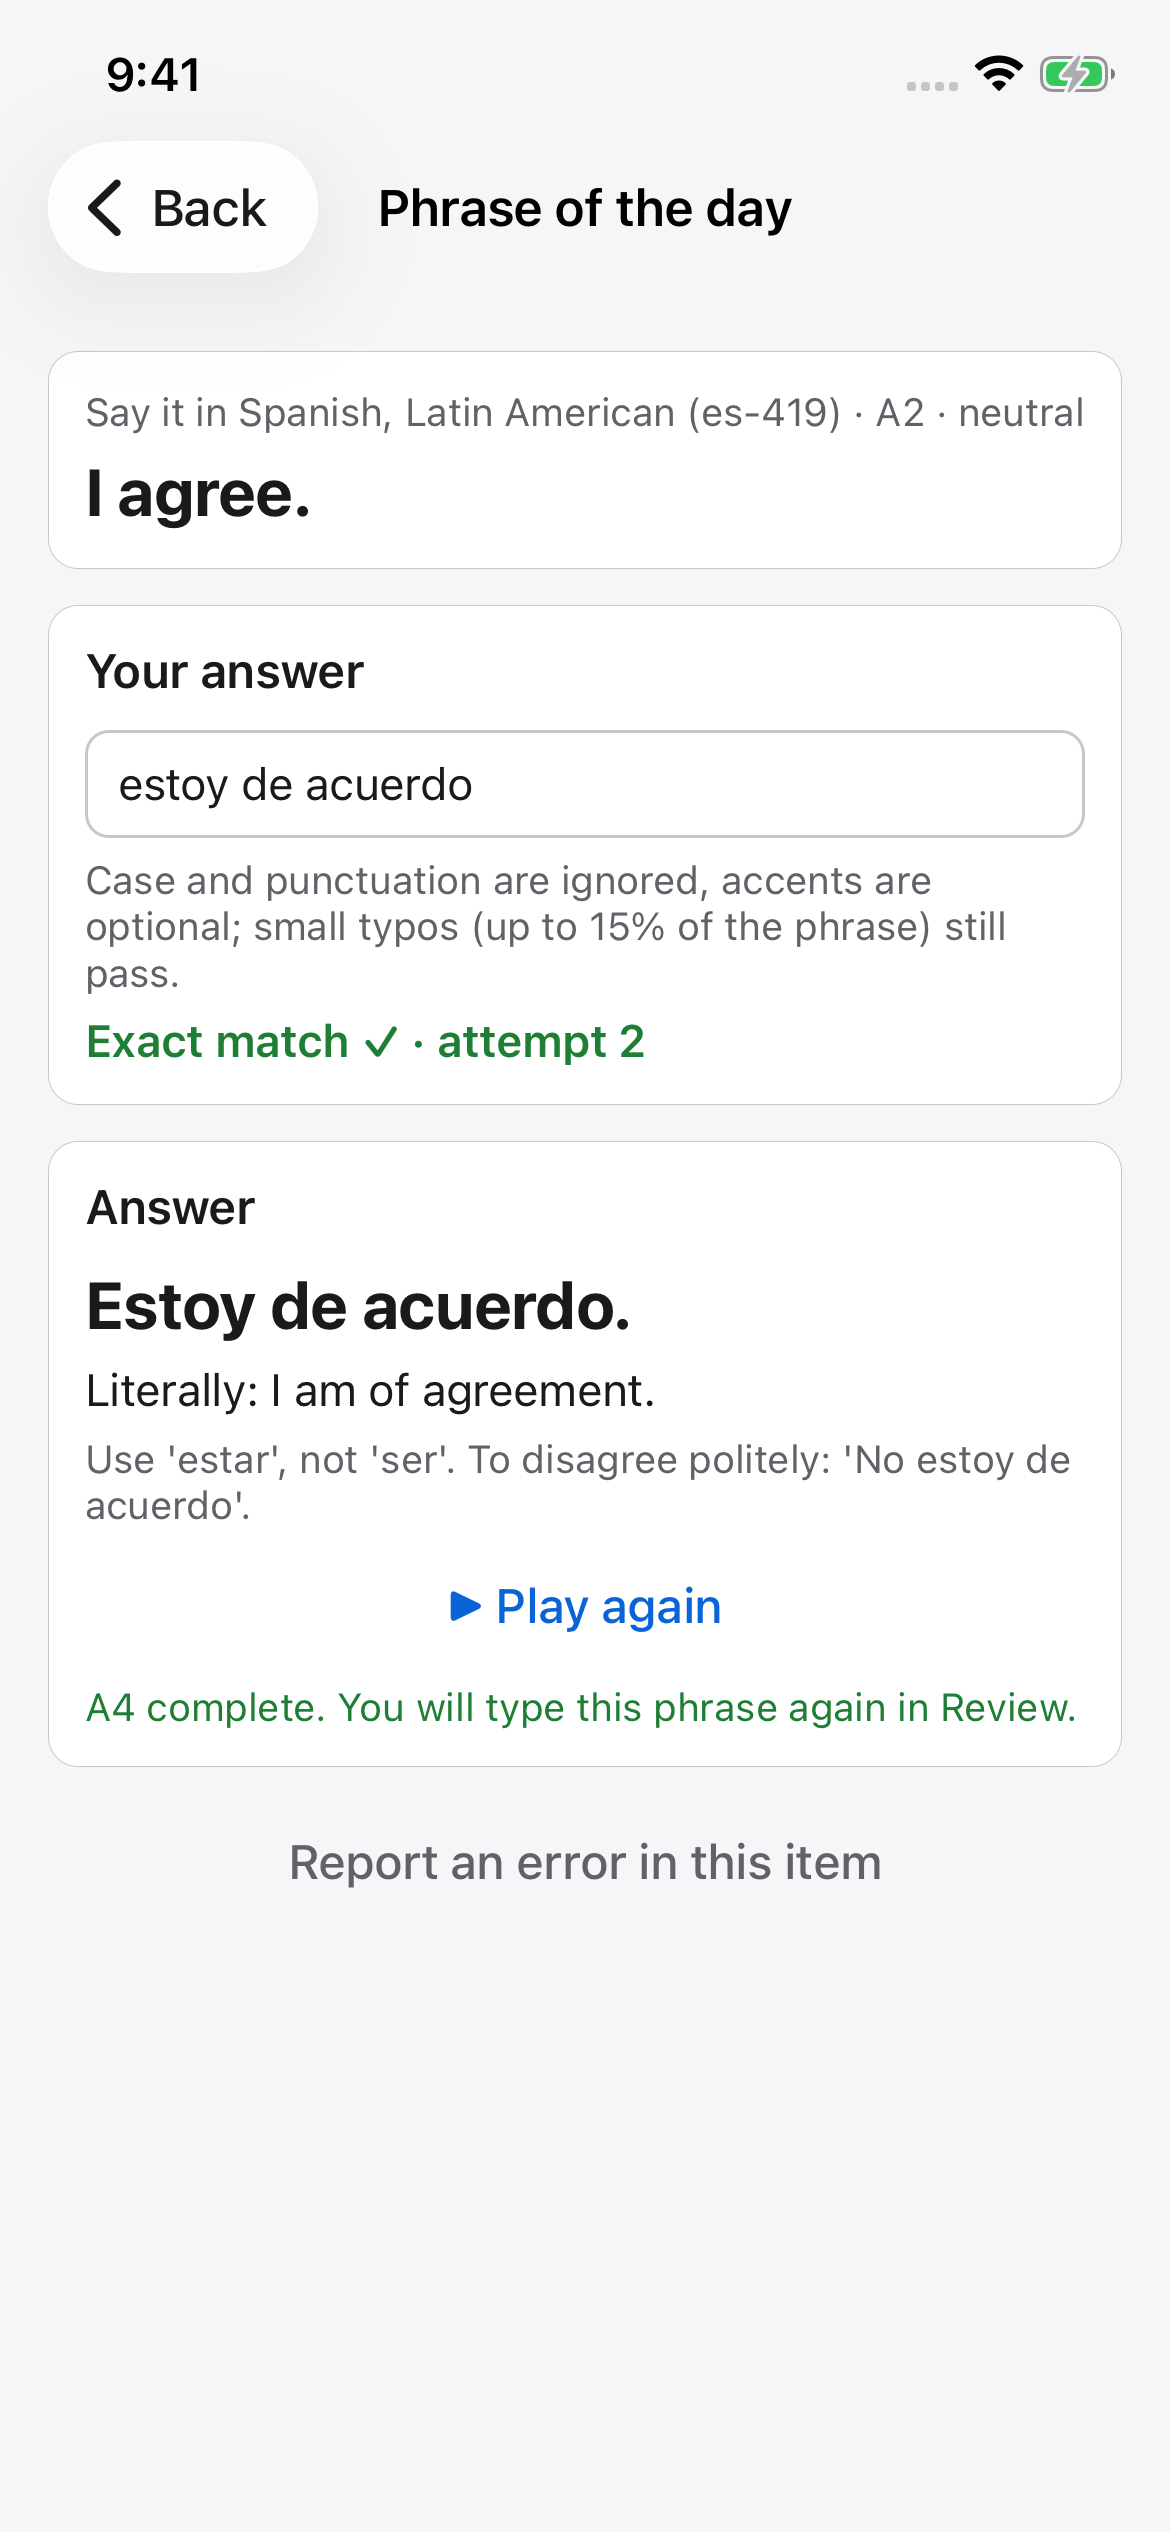 9:41
Back
Phrase of the day
Say it in Spanish, Latin American (es-419) · A2 · neutral
I agree.
Your answer
estoy de acuerdo
Case and punctuation are ignored, accents are
optional; small typos (up to 15% of the phrase) still
pass.
Exact match ✓ · attempt 2
Answer
Estoy de acuerdo.
Literally: I am of agreement.
Use 'estar', not 'ser'. To disagree politely: 'No estoy de
acuerdo'.
▶ Play again
A4 complete. You will type this phrase again in Review.
Report an error in this item